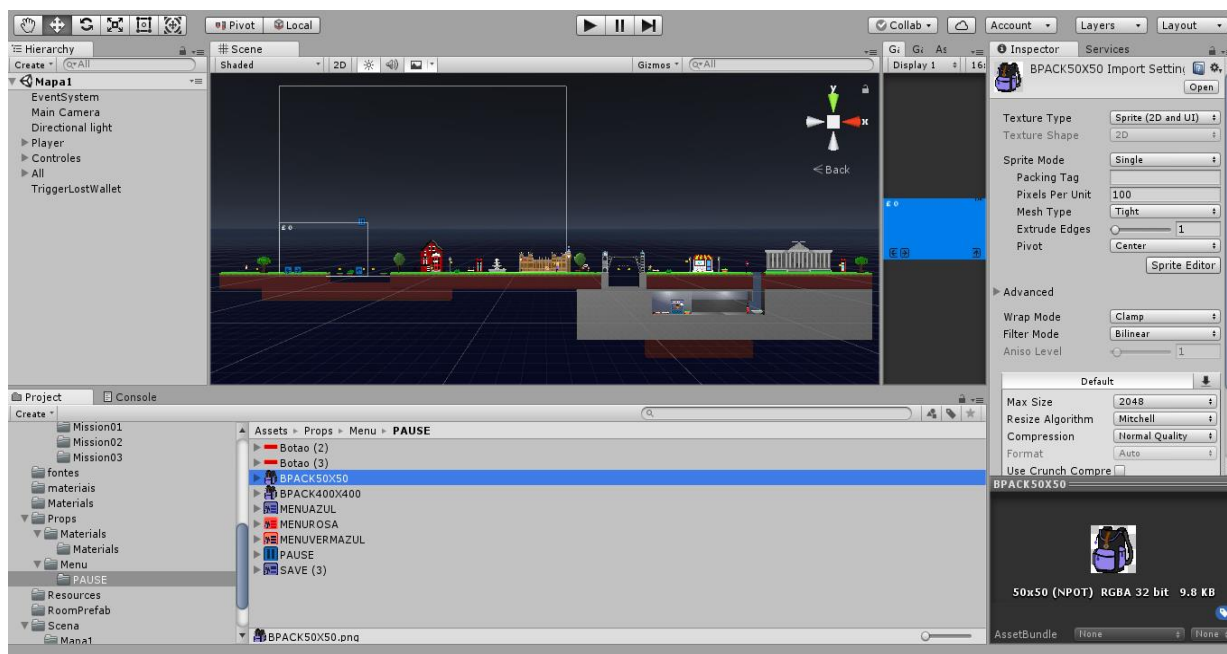 Pivot Local Collab Account Layers Layout
Hierarchy
Create All
Mapa1
EventSystem
Main Camera
Directional light
Player
Controles
All
TriggerLostWallet
Scene
Shaded 2D Gizmos All
y
x
Back
£ 0
Display 1 16:
£ 0
Inspector Services
BPACK50X50 Import Settin
Open
Texture Type Sprite (2D and UI)
Texture Shape 2D
Sprite Mode Single
Packing Tag
Pixels Per Unit 100
Mesh Type Tight
Extrude Edges 1
Pivot Center
Sprite Editor
Advanced
Wrap Mode Clamp
Filter Mode Bilinear
Aniso Level 1
Default
Max Size 2048
Resize Algorithm Mitchell
Compression Normal Quality
Format Auto
Use Crunch Compre
BPACK50X50
50x50 (NPOT) RGBA 32 bit 9.8 KB
AssetBundle None None
Project Console
Create
Mission01
Mission02
Mission03
fontes
materiais
Materials
Props
Materials
Materials
Menu
PAUSE
Resources
RoomPrefab
Scena
Mapa1
Assets Props Menu PAUSE
Botao (2)
Botao (3)
BPACK50X50
BPACK400X400
MENUAZUL
MENUROSA
MENUVERMAZUL
PAUSE
SAVE (3)
BPACK50X50.png